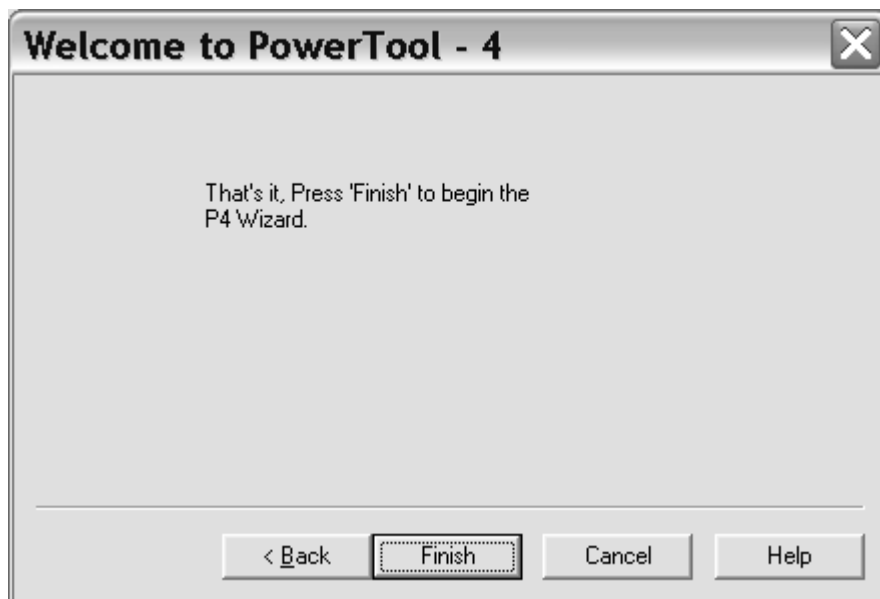 Welcome to PowerTool - 4
That's it, Press 'Finish' to begin the
P4 Wizard.
< Back
Finish
Cancel
Help